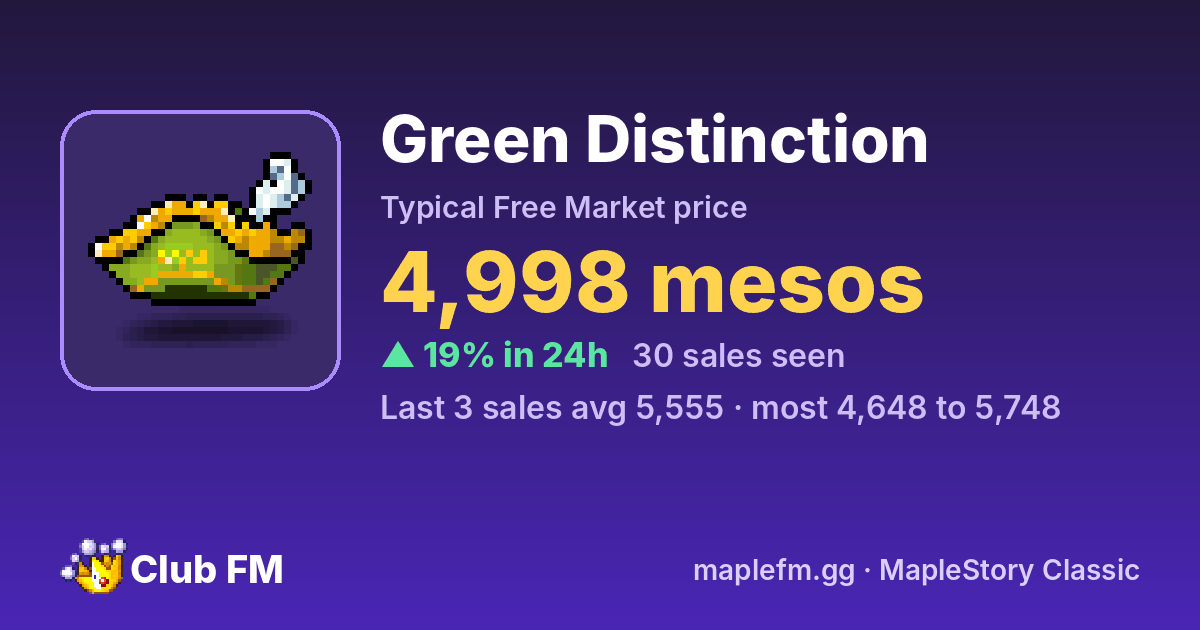 Green Distinction
Typical Free Market price
4,998 mesos
▲ 19% in 24h 30 sales seen
Last 3 sales avg 5,555 · most 4,648 to 5,748
Club FM
maplefm.gg · MapleStory Classic